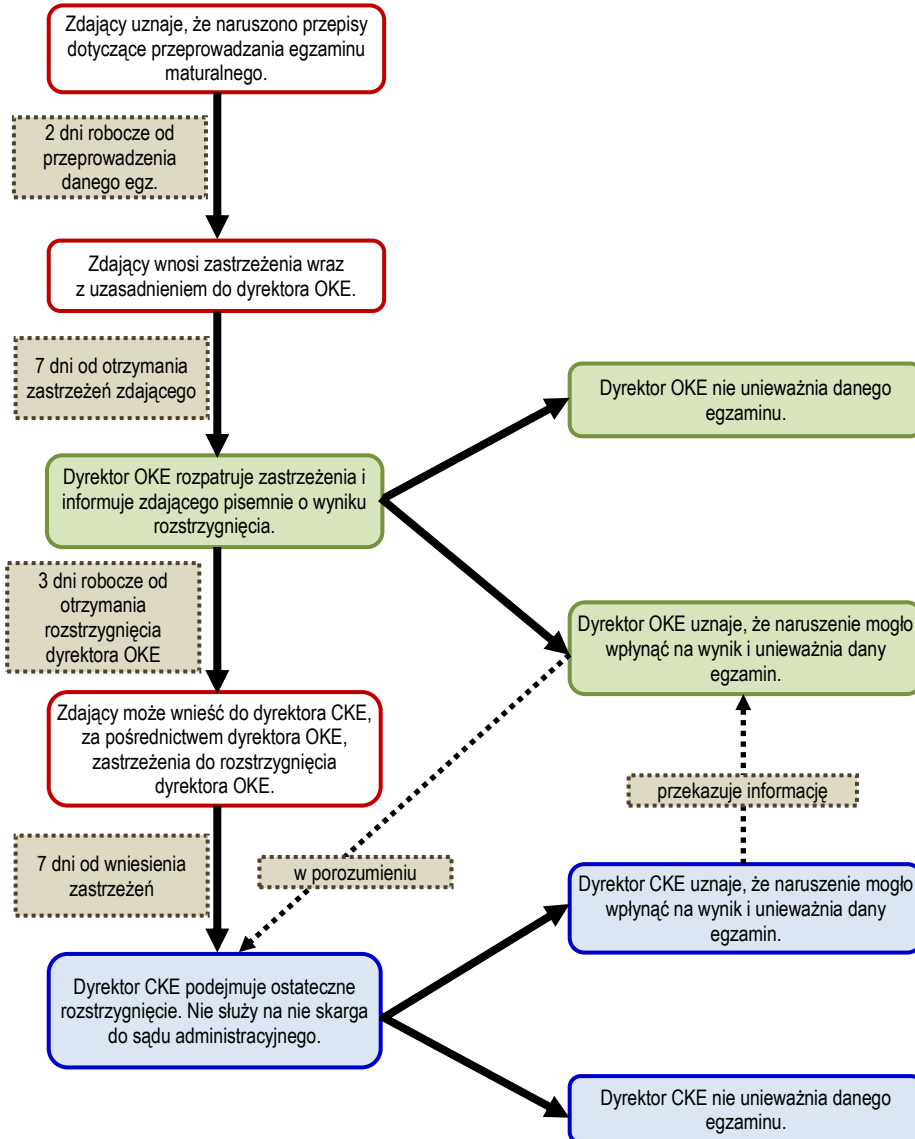 Zdający uznaje, że naruszono przepisy
dotyczące przeprowadzania egzaminu
maturalnego.
2 dni robocze od
przeprowadzenia
danego egz.
Zdający wnosi zastrzeżenia wraz
z uzasadnieniem do dyrektora OKE.
7 dni od otrzymania
zastrzeżeń zdającego
Dyrektor OKE nie unieważnia danego
egzaminu.
Dyrektor OKE rozpatruje zastrzeżenia i
informuje zdającego pisemnie o wyniku
rozstrzygnięcia.
3 dni robocze od
otrzymania
rozstrzygnięcia
dyrektora OKE
Dyrektor OKE uznaje, że naruszenie mogło
wpłynąć na wynik i unieważnia dany
egzamin.
Zdający może wnieść do dyrektora CKE,
za pośrednictwem dyrektora OKE,
zastrzeżenia do rozstrzygnięcia
dyrektora OKE.
przekazuje informację
7 dni od wniesienia
zastrzeżeń
w porozumieniu
Dyrektor CKE uznaje, że naruszenie mogło
wpłynąć na wynik i unieważnia dany
egzamin.
Dyrektor CKE podejmuje ostateczne
rozstrzygnięcie. Nie służy na nie skarga
do sądu administracyjnego.
Dyrektor CKE nie unieważnia danego
egzaminu.